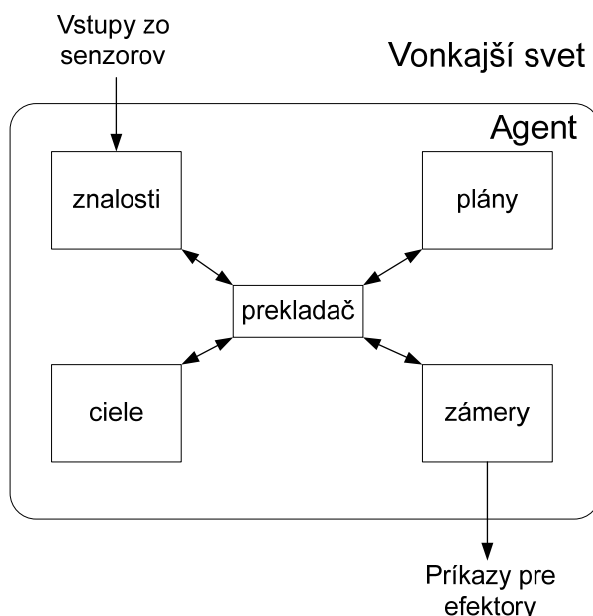 Vstupy zo
senzorov
Vonkajší svet
Agent
znalosti
plány
prekladač
ciele
zámery
Príkazy pre
efektory